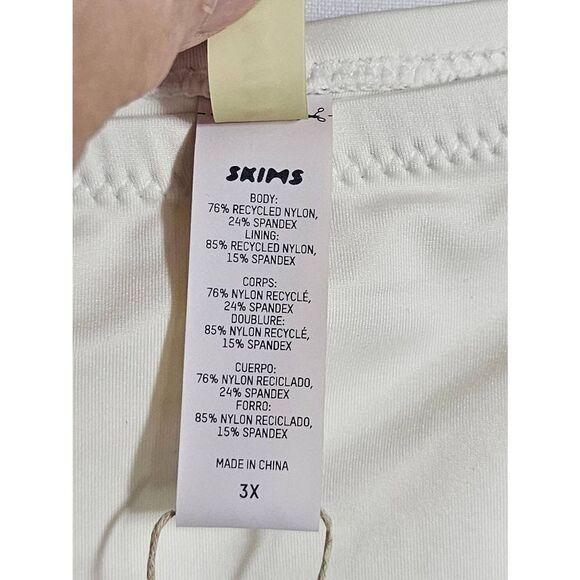 SKIMS
BODY:
76% RECYCLED NYLON,
24% SPANDEX
LINING:
85% RECYCLED NYLON,
15% SPANDEX
CORPS:
76% NYLON RECYCLÉ,
24% SPANDEX
DOUBLURE:
85% NYLON RECYCLÉ,
15% SPANDEX
CUERPO:
76% NYLON RECICLADO,
24% SPANDEX
FORRO:
85% NYLON RECICLADO,
15% SPANDEX
MADE IN CHINA
3X